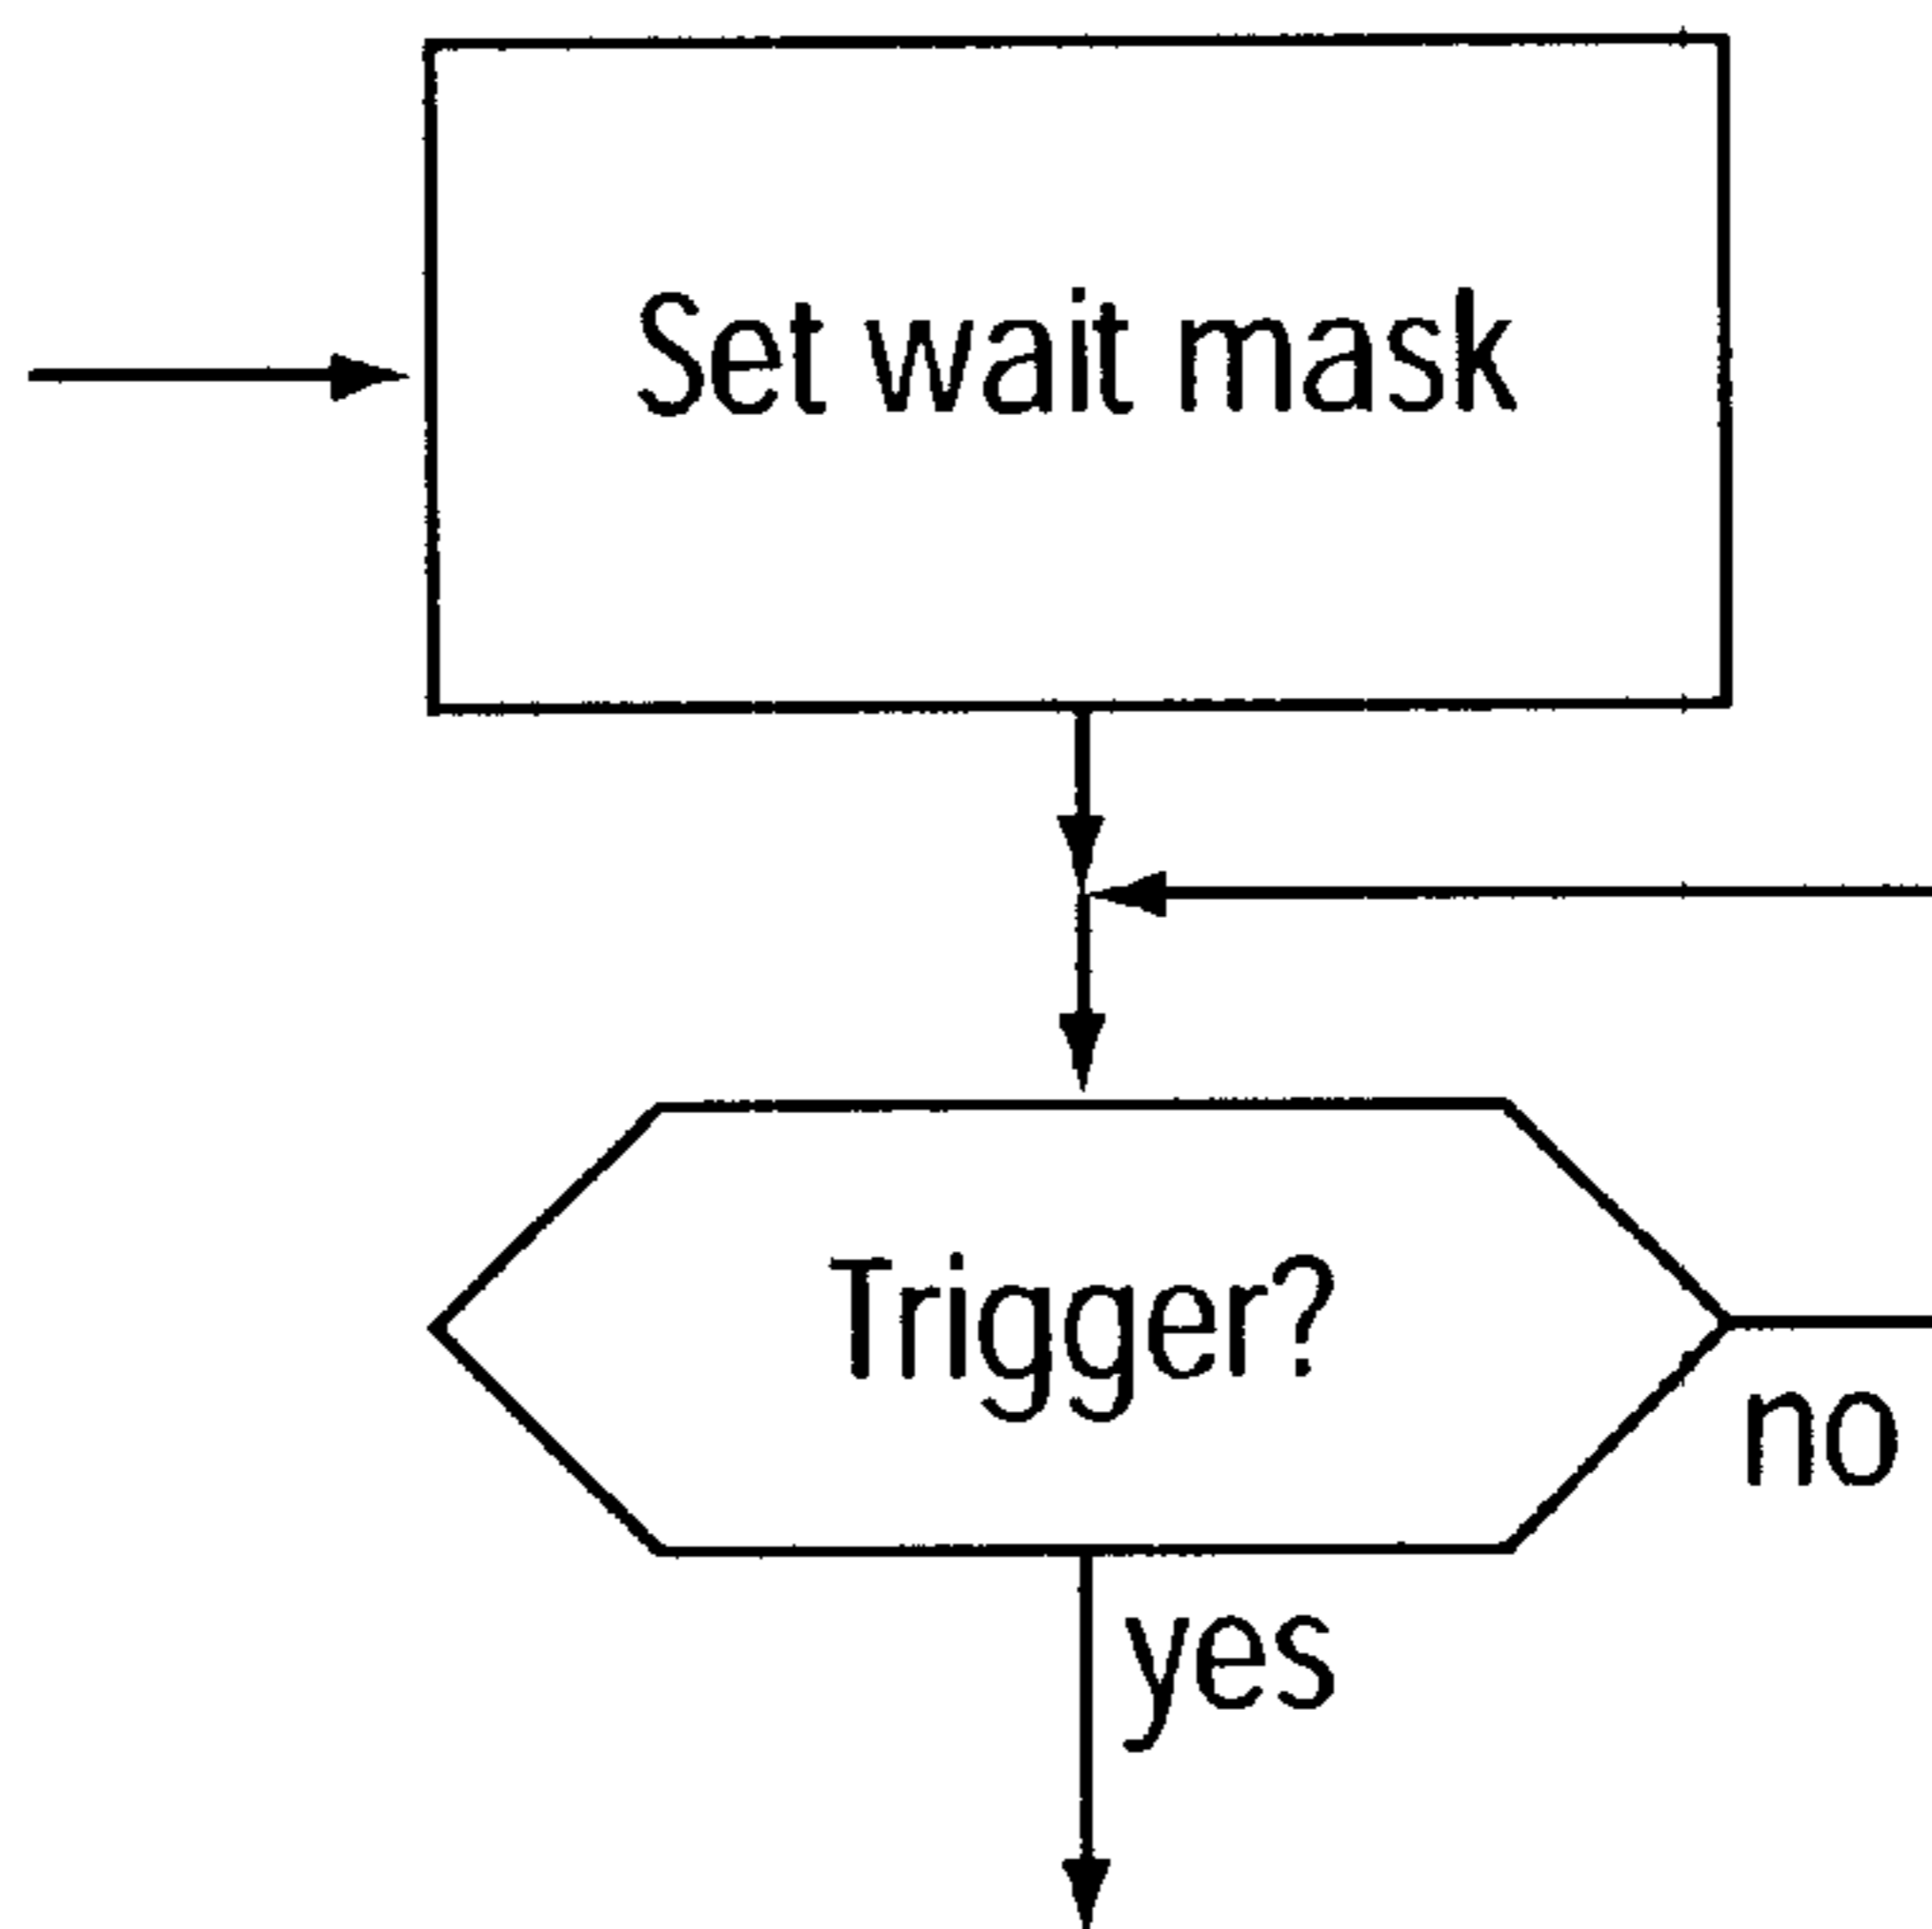 Set wait mask
Trigger?
no
yes